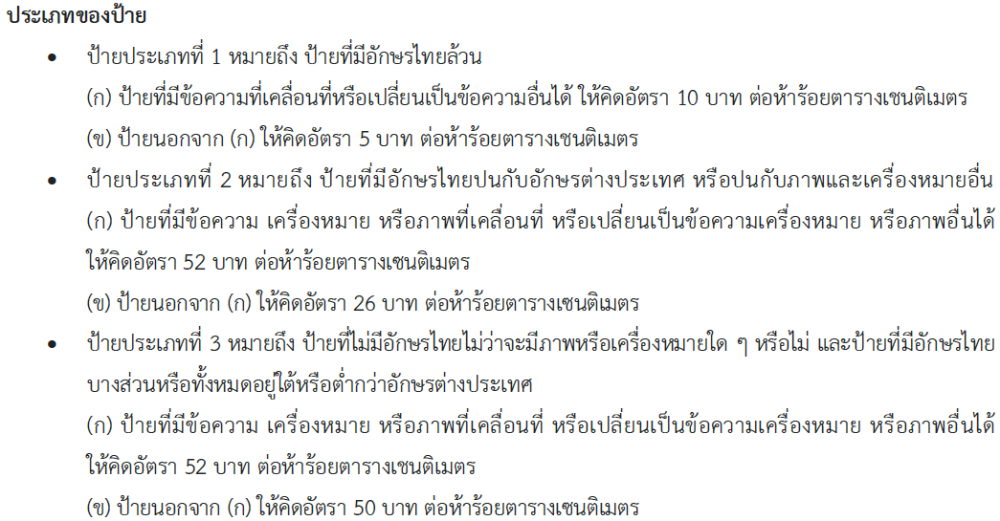 ประเภทของป้าย
• ป้ายประเภทที่ 1 หมายถึง ป้ายที่มีอักษรไทยล้วน
(ก) ป้ายที่มีข้อความที่เคลื่อนที่หรือเปลี่ยนเป็นข้อความอื่นได้ ให้คิดอัตรา 10 บาท ต่อห้าร้อยตารางเซนติเมตร
(ข) ป้ายนอกจาก (ก) ให้คิดอัตรา 5 บาท ต่อห้าร้อยตารางเซนติเมตร
• ป้ายประเภทที่ 2 หมายถึง ป้ายที่มีอักษรไทยปนกับอักษรต่างประเทศ หรือปนกับภาพและเครื่องหมายอื่น
(ก) ป้ายที่มีข้อความ เครื่องหมาย หรือภาพที่เคลื่อนที่ หรือเปลี่ยนเป็นข้อความเครื่องหมาย หรือภาพอื่นได้
ให้คิดอัตรา 52 บาท ต่อห้าร้อยตารางเซนติเมตร
(ข) ป้ายนอกจาก (ก) ให้คิดอัตรา 26 บาท ต่อห้าร้อยตารางเซนติเมตร
• ป้ายประเภทที่ 3 หมายถึง ป้ายที่ไม่มีอักษรไทยไม่ว่าจะมีภาพหรือเครื่องหมายใด ๆ หรือไม่ และป้ายที่มีอักษรไทย
บางส่วนหรือทั้งหมดอยู่ใต้หรือต่ำกว่าอักษรต่างประเทศ
(ก) ป้ายที่มีข้อความ เครื่องหมาย หรือภาพที่เคลื่อนที่ หรือเปลี่ยนเป็นข้อความเครื่องหมาย หรือภาพอื่นได้
ให้คิดอัตรา 52 บาท ต่อห้าร้อยตารางเซนติเมตร
(ข) ป้ายนอกจาก (ก) ให้คิดอัตรา 50 บาท ต่อห้าร้อยตารางเซนติเมตร